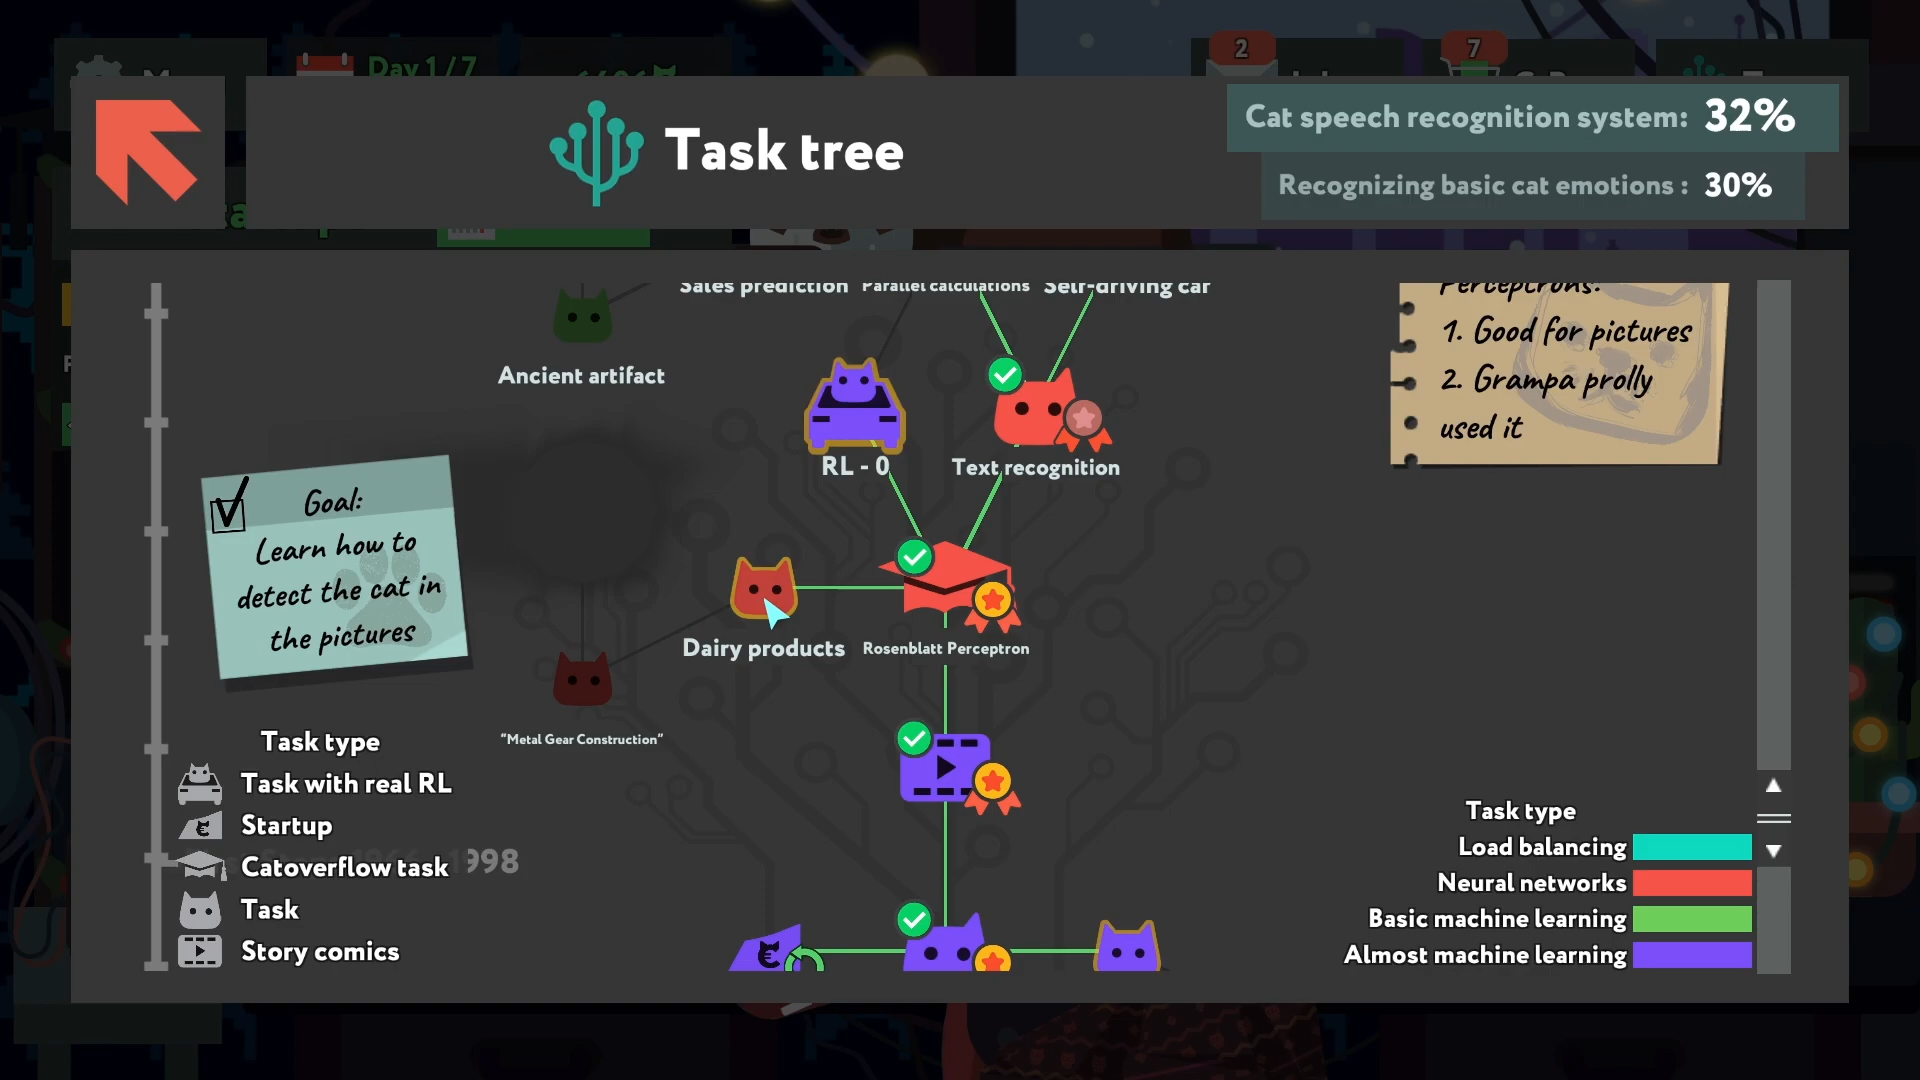 2
7
Day 1/7
Task tree
Cat speech recognition system: 32%
Recognizing basic cat emotions : 30%
Sales prediction
Parallel calculations
Self-driving car
Perceptrons:
1. Good for pictures
2. Grampa prolly
used it
Ancient artifact
RL - 0
Text recognition
Goal:
Learn how to
detect the cat in
the pictures
Dairy products
Rosenblatt Perceptron
"Metal Gear Construction"
Task type
Task with real RL
Startup
Catoverflow task
1998
Task
Story comics
Task type
Load balancing
Neural networks
Basic machine learning
Almost machine learning